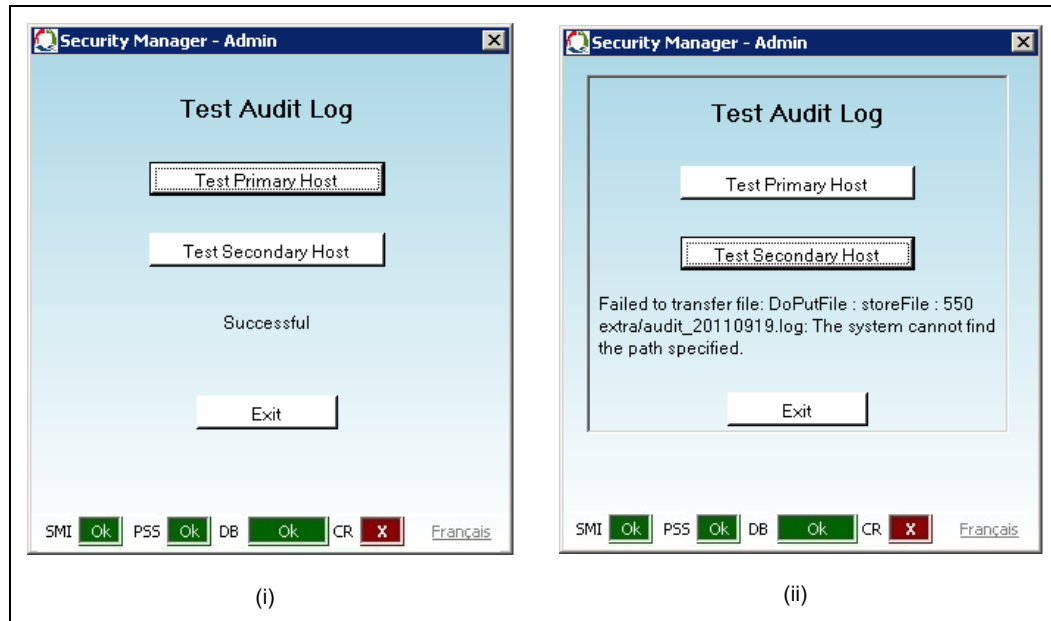 Security Manager - Admin
Test Audit Log
Test Primary Host
Test Secondary Host
Successful
Exit
SMI Ok PSS Ok DB Ok CR X Français
(i)
Security Manager - Admin
Test Audit Log
Test Primary Host
Test Secondary Host
Failed to transfer file: DoPutFile : storeFile : 550
extra/audit_20110919.log: The system cannot find
the path specified.
Exit
SMI Ok PSS Ok DB Ok CR X Français
(ii)